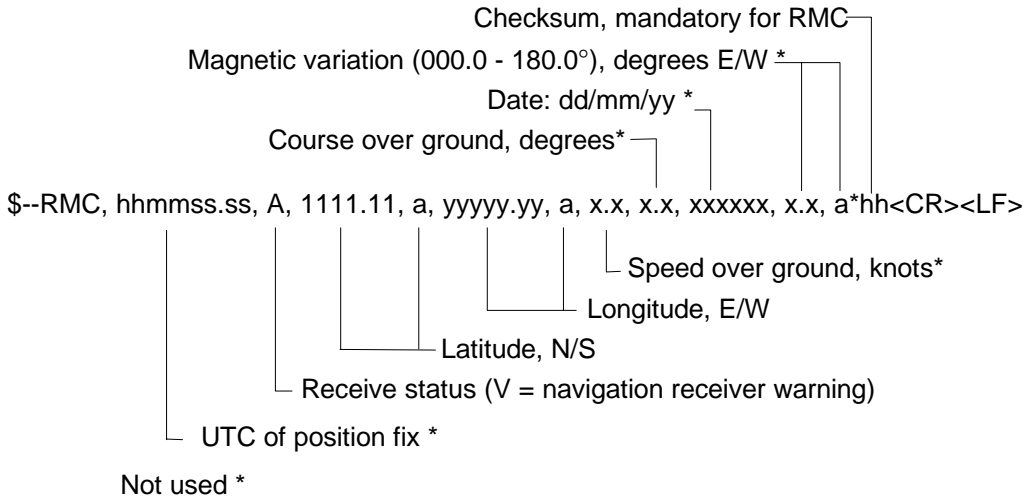 Checksum, mandatory for RMC
Magnetic variation (000.0 - 180.0°), degrees E/W *
Date: dd/mm/yy *
Course over ground, degrees*
$--RMC, hhmmss.ss, A, 1111.11, a, yyyyy.yy, a, x.x, x.x, xxxxxx, x.x, a*hh<CR><LF>
Speed over ground, knots*
Longitude, E/W
Latitude, N/S
Receive status (V = navigation receiver warning)
UTC of position fix *
Not used *